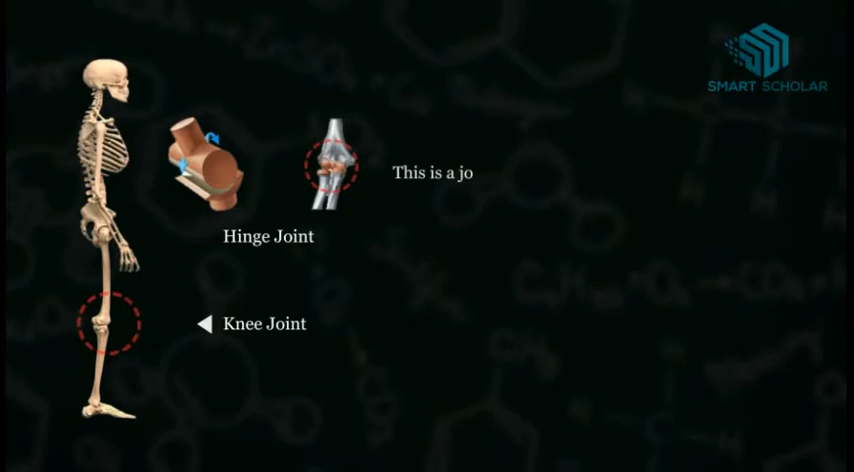 SMART SCHOLAR
This is a jo
Hinge Joint
Knee Joint